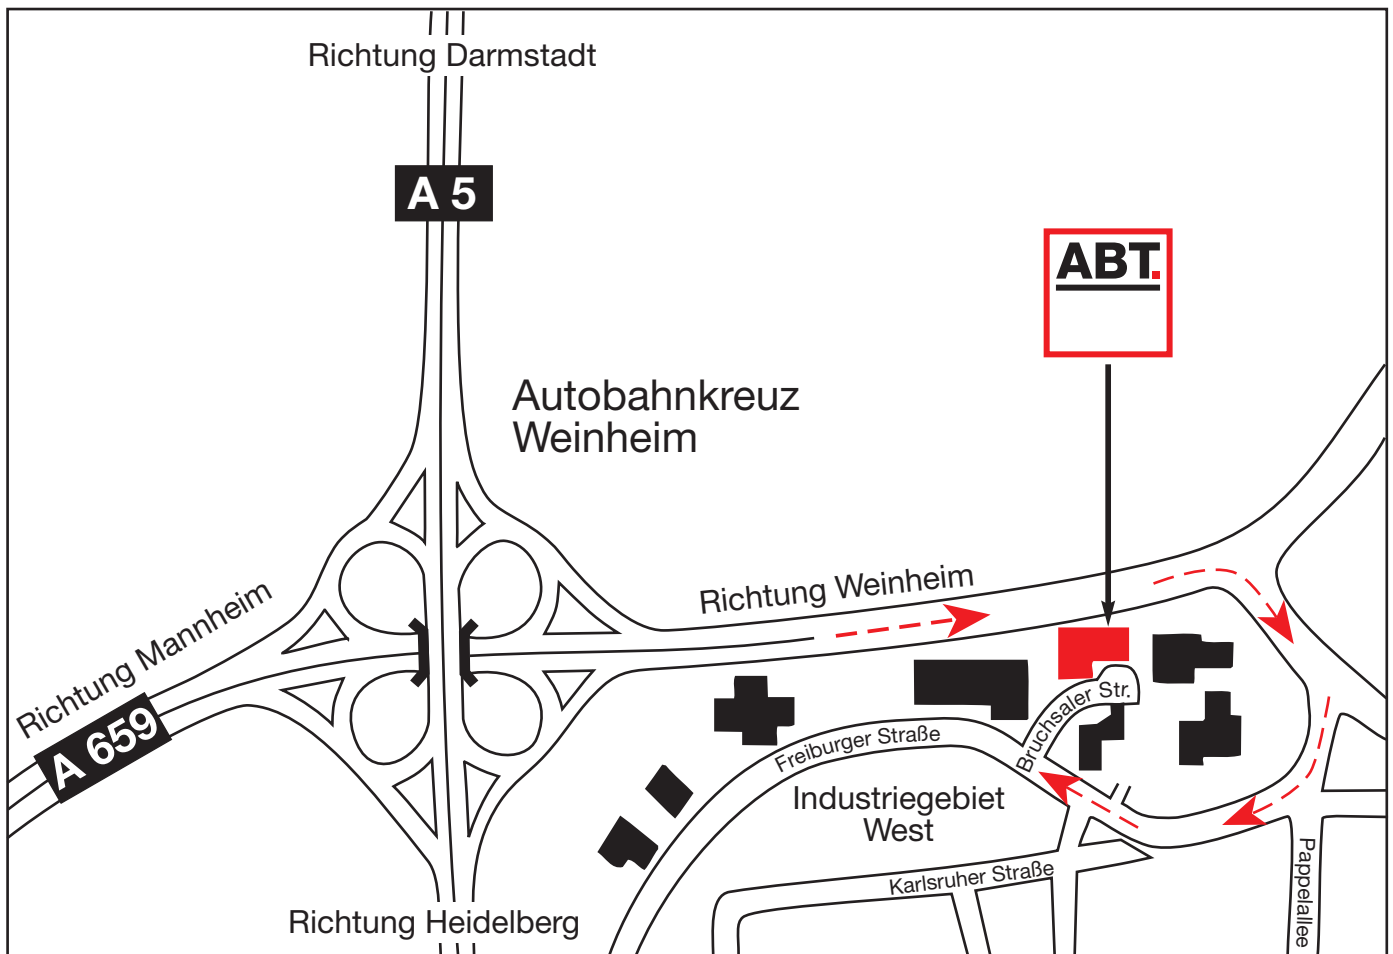 Richtung Darmstadt
A 5
ABT.
Autobahnkreuz
Weinheim
Richtung Weinheim
Richtung Mannheim
A 659
Bruchsaler Str.
Freiburger Straße
Industriegebiet
West
Karlsruher Straße
Pappelallee
Richtung Heidelberg